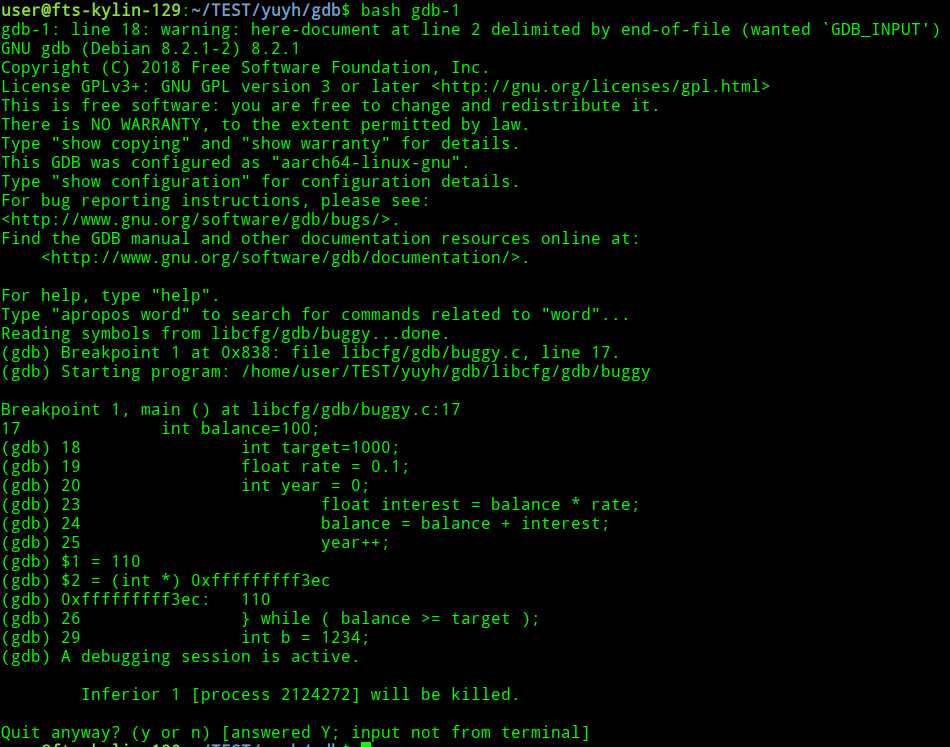 user@fts-kylin-129:~/TEST/yuyh/gdb$ bash gdb-1
gdb-1: line 18: warning: here-document at line 2 delimited by end-of-file (wanted `GDB_INPUT')
GNU gdb (Debian 8.2.1-2) 8.2.1
Copyright (C) 2018 Free Software Foundation, Inc.
License GPLv3+: GNU GPL version 3 or later <http://gnu.org/licenses/gpl.html>
This is free software: you are free to change and redistribute it.
There is NO WARRANTY, to the extent permitted by law.
Type "show copying" and "show warranty" for details.
This GDB was configured as "aarch64-linux-gnu".
Type "show configuration" for configuration details.
For bug reporting instructions, please see:
<http://www.gnu.org/software/gdb/bugs/>.
Find the GDB manual and other documentation resources online at:
    <http://www.gnu.org/software/gdb/documentation/>.

For help, type "help".
Type "apropos word" to search for commands related to "word"...
Reading symbols from libcfg/gdb/buggy...done.
(gdb) Breakpoint 1 at 0x838: file libcfg/gdb/buggy.c, line 17.
(gdb) Starting program: /home/user/TEST/yuyh/gdb/libcfg/gdb/buggy

Breakpoint 1, main () at libcfg/gdb/buggy.c:17
17              int balance=100;
(gdb) 18                int target=1000;
(gdb) 19                float rate = 0.1;
(gdb) 20                int year = 0;
(gdb) 23                        float interest = balance * rate;
(gdb) 24                        balance = balance + interest;
(gdb) 25                        year++;
(gdb) $1 = 110
(gdb) $2 = (int *) 0xfffffffff3ec
(gdb) 0xfffffffff3ec:   110
(gdb) 26                } while ( balance >= target );
(gdb) 29                int b = 1234;
(gdb) A debugging session is active.

        Inferior 1 [process 2124272] will be killed.

Quit anyway? (y or n) [answered Y; input not from terminal]